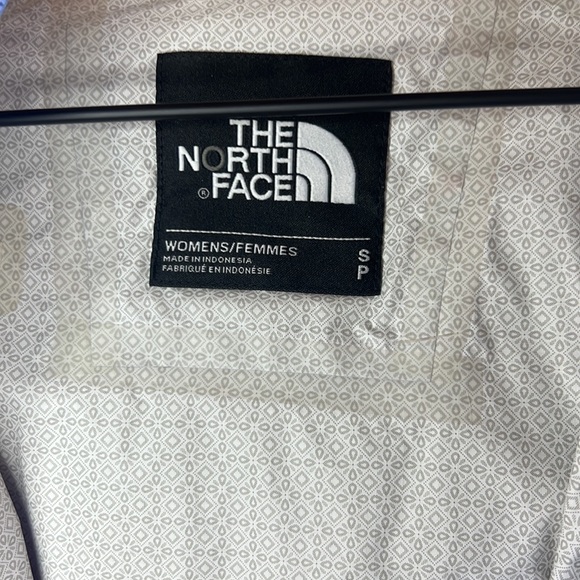 THE
NORTH
FACE
®
WOMENS/FEMMES
MADE IN INDONESIA
FABRIQUÉ EN INDONÉSIE
S
P